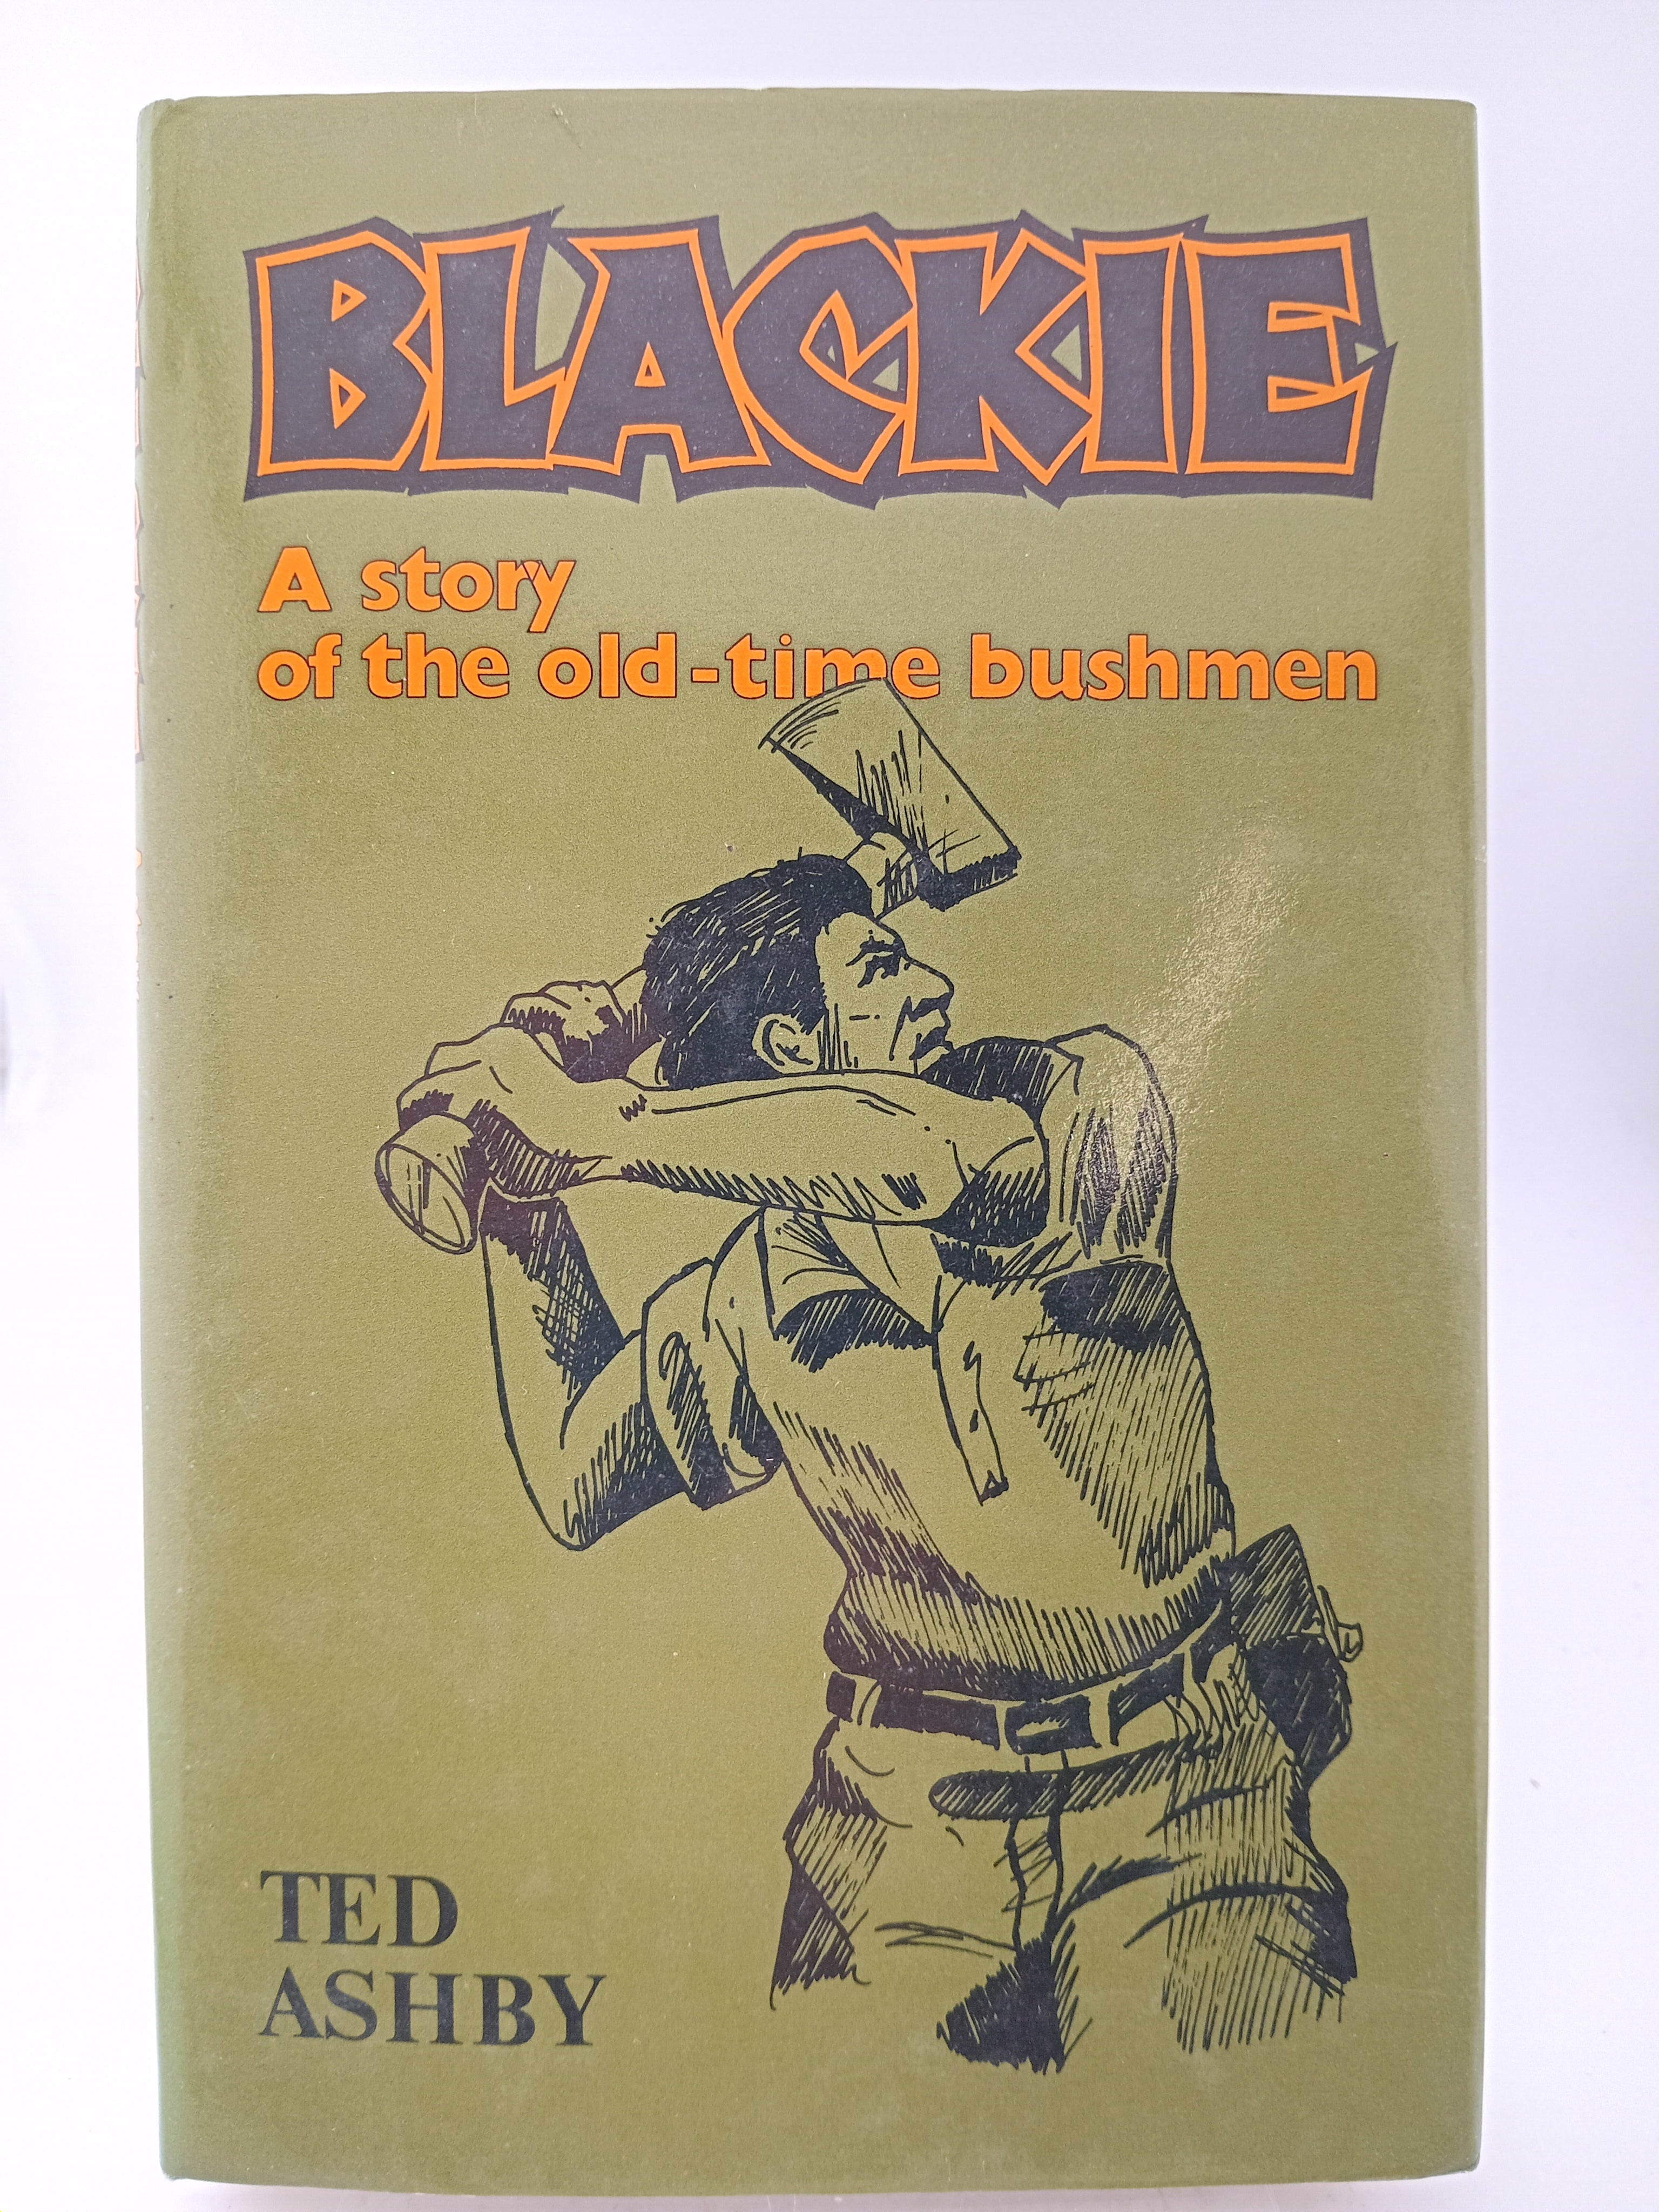 BLACKIE
A story
of the old-time bushmen
TED
ASHBY